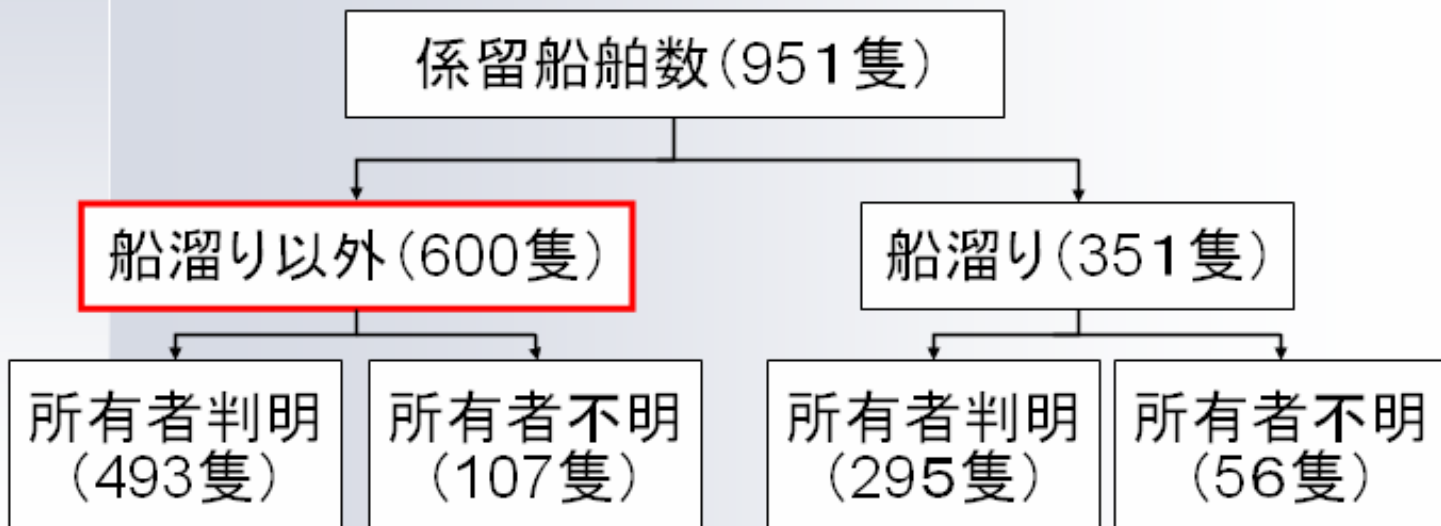 係留船舶数(951隻)
船溜り以外(600隻)
船溜り(351隻)
所有者判明
(493隻)
所有者不明
(107隻)
所有者判明
(295隻)
所有者不明
(56隻)